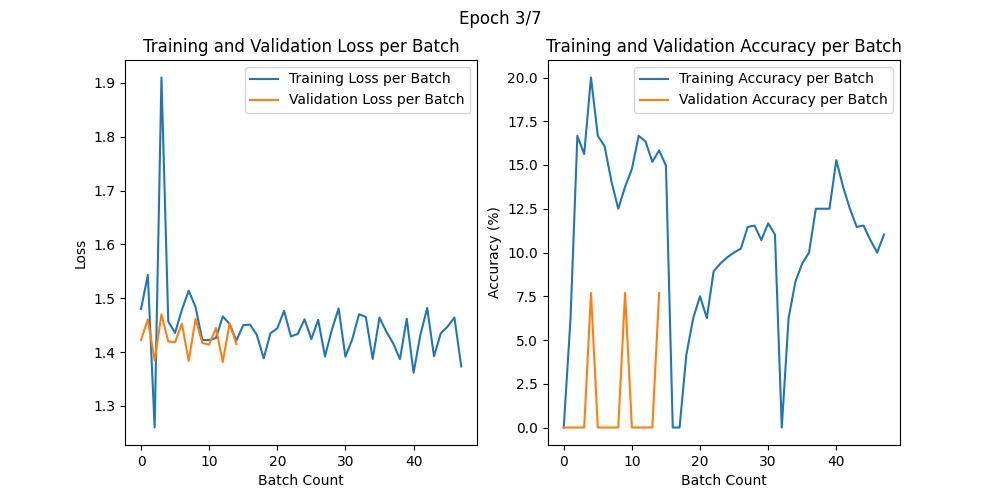 Epoch 3/7
Training and Validation Loss per Batch
Training Loss per Batch
Validation Loss per Batch
1.9
1.8
1.7
1.6
1.5
1.4
1.3
Loss
0
10
20
30
40
Batch Count
Training and Validation Accuracy per Batch
Training Accuracy per Batch
Validation Accuracy per Batch
20.0
17.5
15.0
12.5
10.0
7.5
5.0
2.5
0.0
Accuracy (%)
0
10
20
30
40
Batch Count